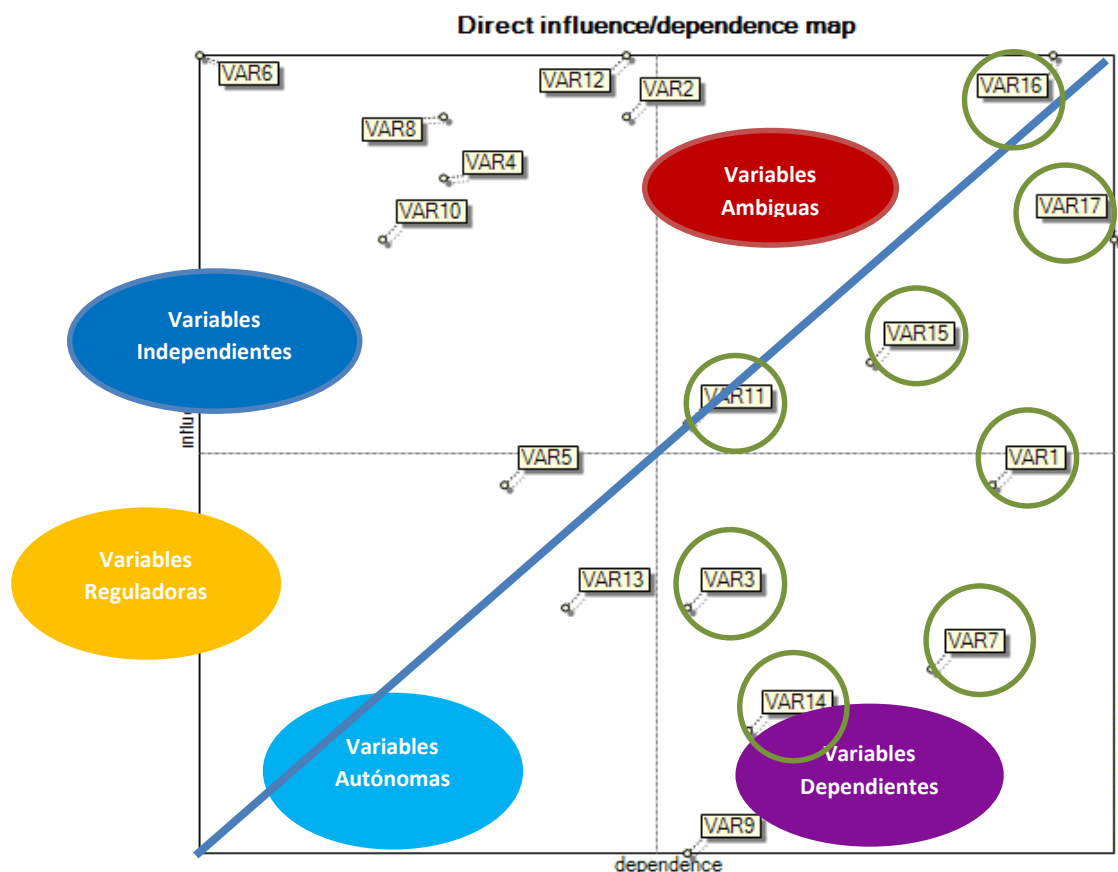 Direct influence/dependence map
VAR6
VAR12
VAR2
VAR16
VAR8
VAR4
Variables
Ambiguas
VAR10
VAR17
Variables
Independientes
VAR15
VAR11
influ
VAR5
VAR1
Variables
Reguladoras
VAR13
VAR3
VAR7
VAR14
Variables
Autónomas
Variables
Dependientes
VAR9
dependence